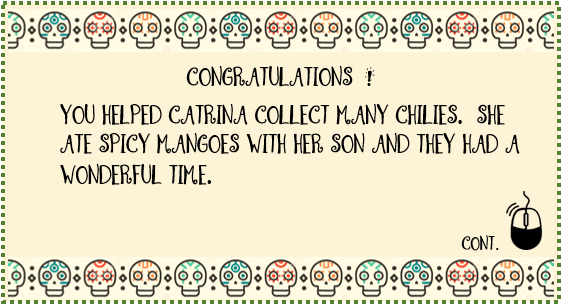 CONGRATULATIONS !
YOU HELPED CATRINA COLLECT MANY CHILIES. SHE
ATE SPICY MANGOES WITH HER SON AND THEY HAD A
WONDERFUL TIME.
CONT.